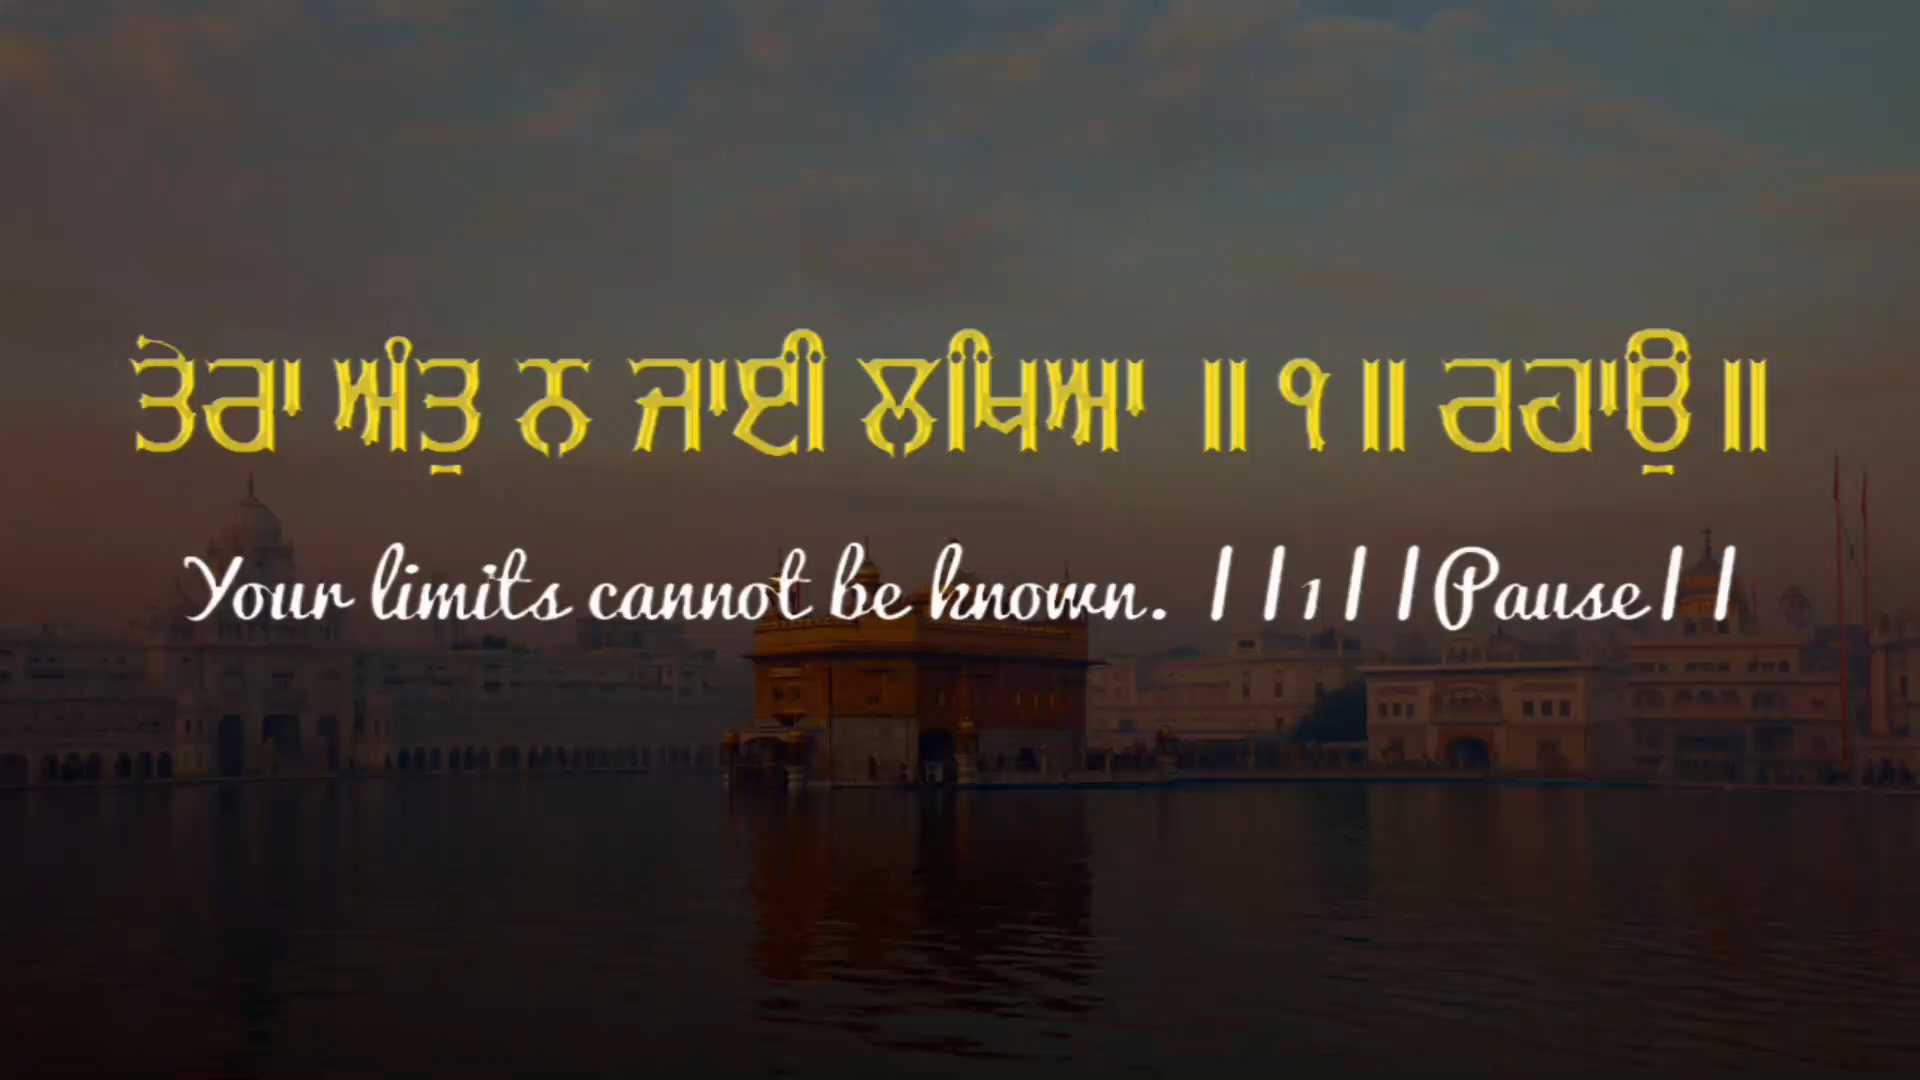 ਤੇਰਾ ਅੰਤੁ ਨ ਜਾਈ ਲਖਿਆ ॥੧॥ ਰਹਾਉ ॥
Your limits cannot be known. ||1||Pause||